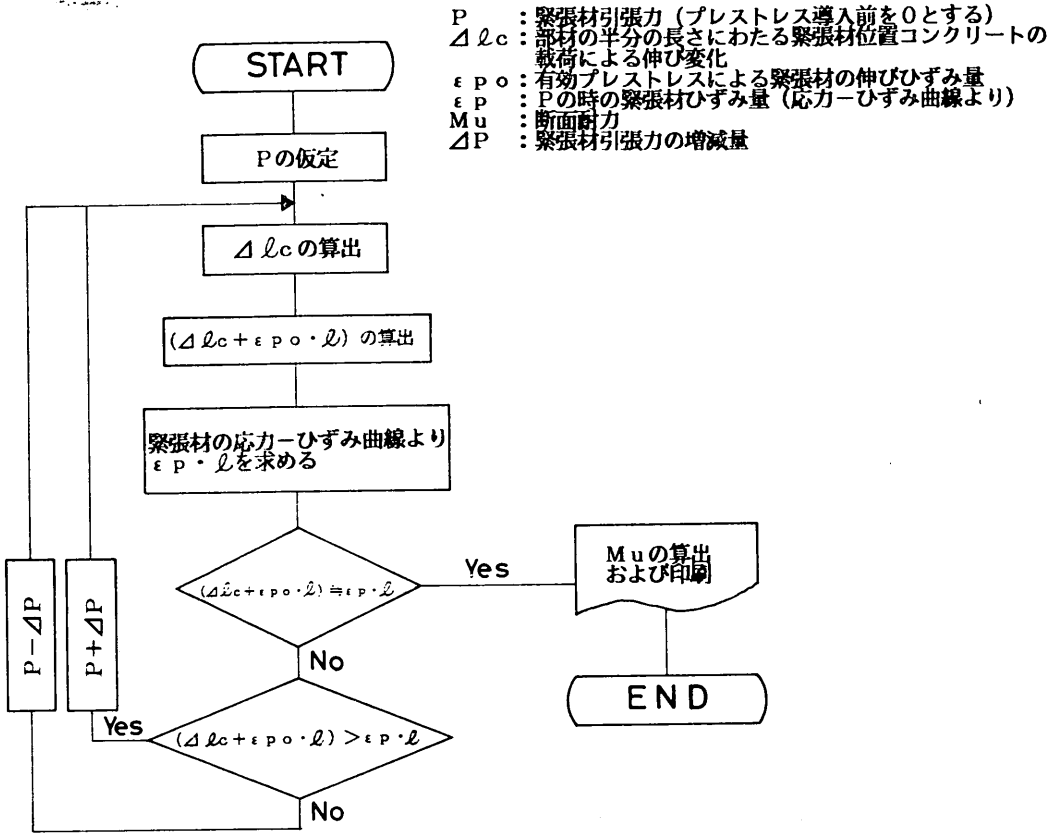 P ：緊張材引張力（プレストレス導入前を0とする）
⊿ℓc：部材の半分の長さにわたる緊張材位置コンクリートの
載荷による伸び変化
εpo：有効プレストレスによる緊張材の伸びひずみ量
εp ：Pの時の緊張材ひずみ量（応力－ひずみ曲線より）
Mu ：断面耐力
⊿P ：緊張材引張力の増減量
START
Pの仮定
⊿ℓcの算出
(⊿ℓc＋εpo・ℓ) の算出
緊張材の応力－ひずみ曲線より
εp・ℓを求める
(⊿ℓc＋εpo・ℓ)≒εp・ℓ
Yes
Muの算出
および印刷
END
No
(⊿ℓc＋εpo・ℓ)＞εp・ℓ
Yes
No
P＋⊿P
P－⊿P